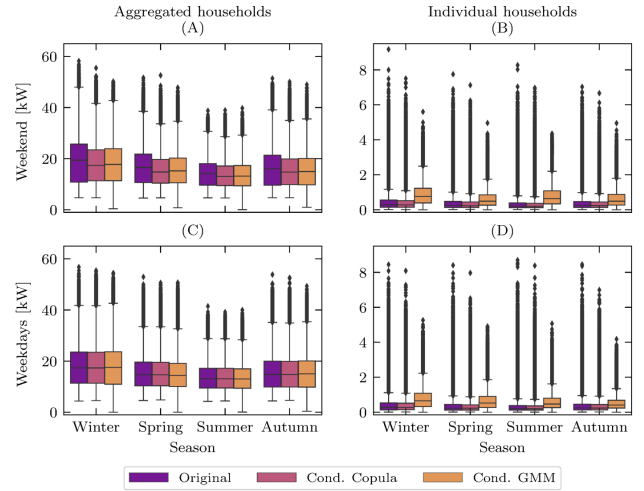 Aggregated households
Individual households
(A)
(B)
Weekend [kW]
60
40
20
0
8
6
4
2
0
(C)
(D)
Weekdays [kW]
60
40
20
0
8
6
4
2
0
Winter Spring Summer Autumn
Winter Spring Summer Autumn
Season
Season
Original Cond. Copula Cond. GMM